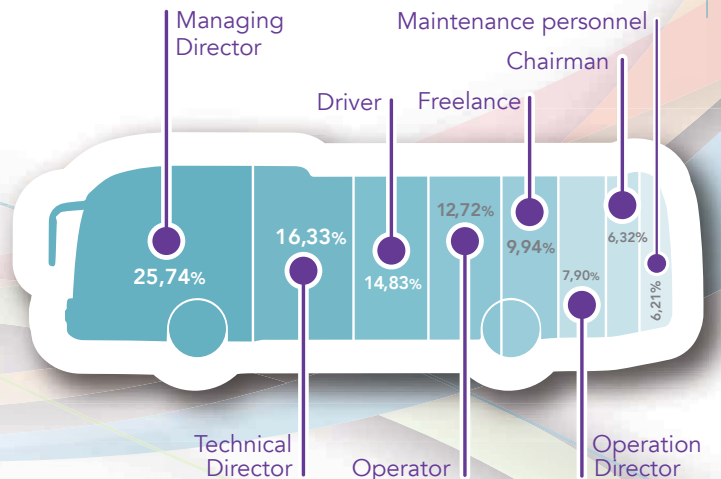 Managing
Director
Maintenance personnel
Chairman
Driver
Freelance
25,74%
16,33%
14,83%
12,72%
9,94%
7,90%
6,32%
6,21%
Technical
Director
Operator
Operation
Director